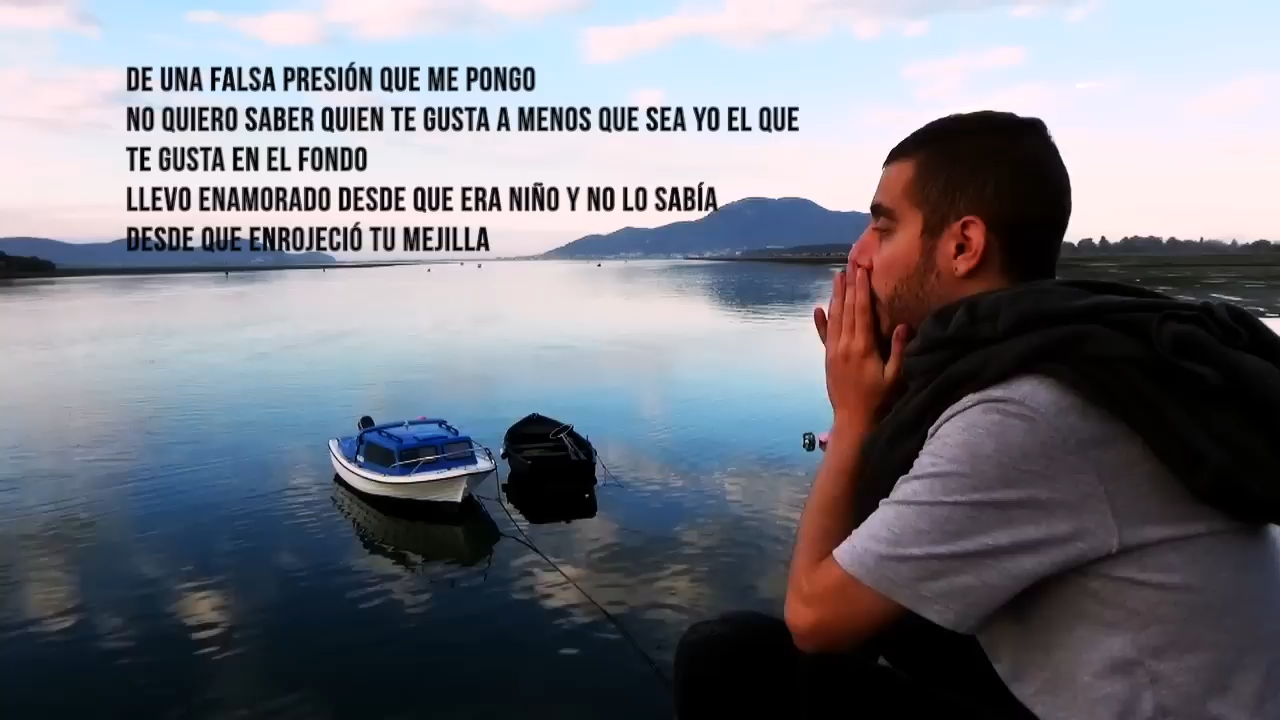 DE UNA FALSA PRESIÓN QUE ME PONGO
NO QUIERO SABER QUIEN TE GUSTA A MENOS QUE SEA YO EL QUE
TE GUSTA EN EL FONDO
LLEVO ENAMORADO DESDE QUE ERA NIÑO Y NO LO SABÍA
DESDE QUE ENROJECIÓ TU MEJILLA